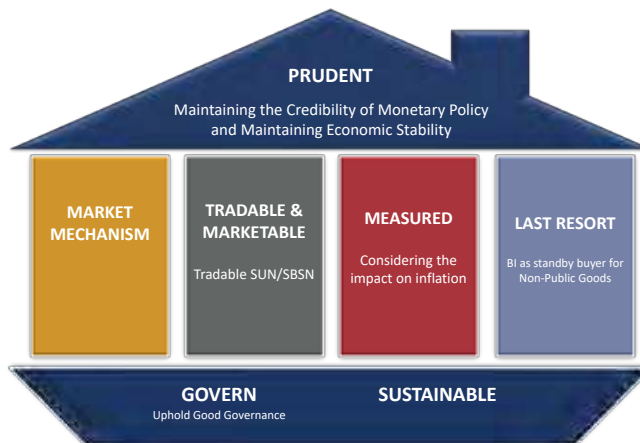 PRUDENT
Maintaining the Credibility of Monetary Policy
and Maintaining Economic Stability
MARKET
MECHANISM
TRADABLE &
MARKETABLE
Tradable SUN/SBSN
MEASURED
Considering the
impact on inflation
LAST RESORT
BI as standby buyer for
Non-Public Goods
GOVERN
Uphold Good Governance
SUSTAINABLE